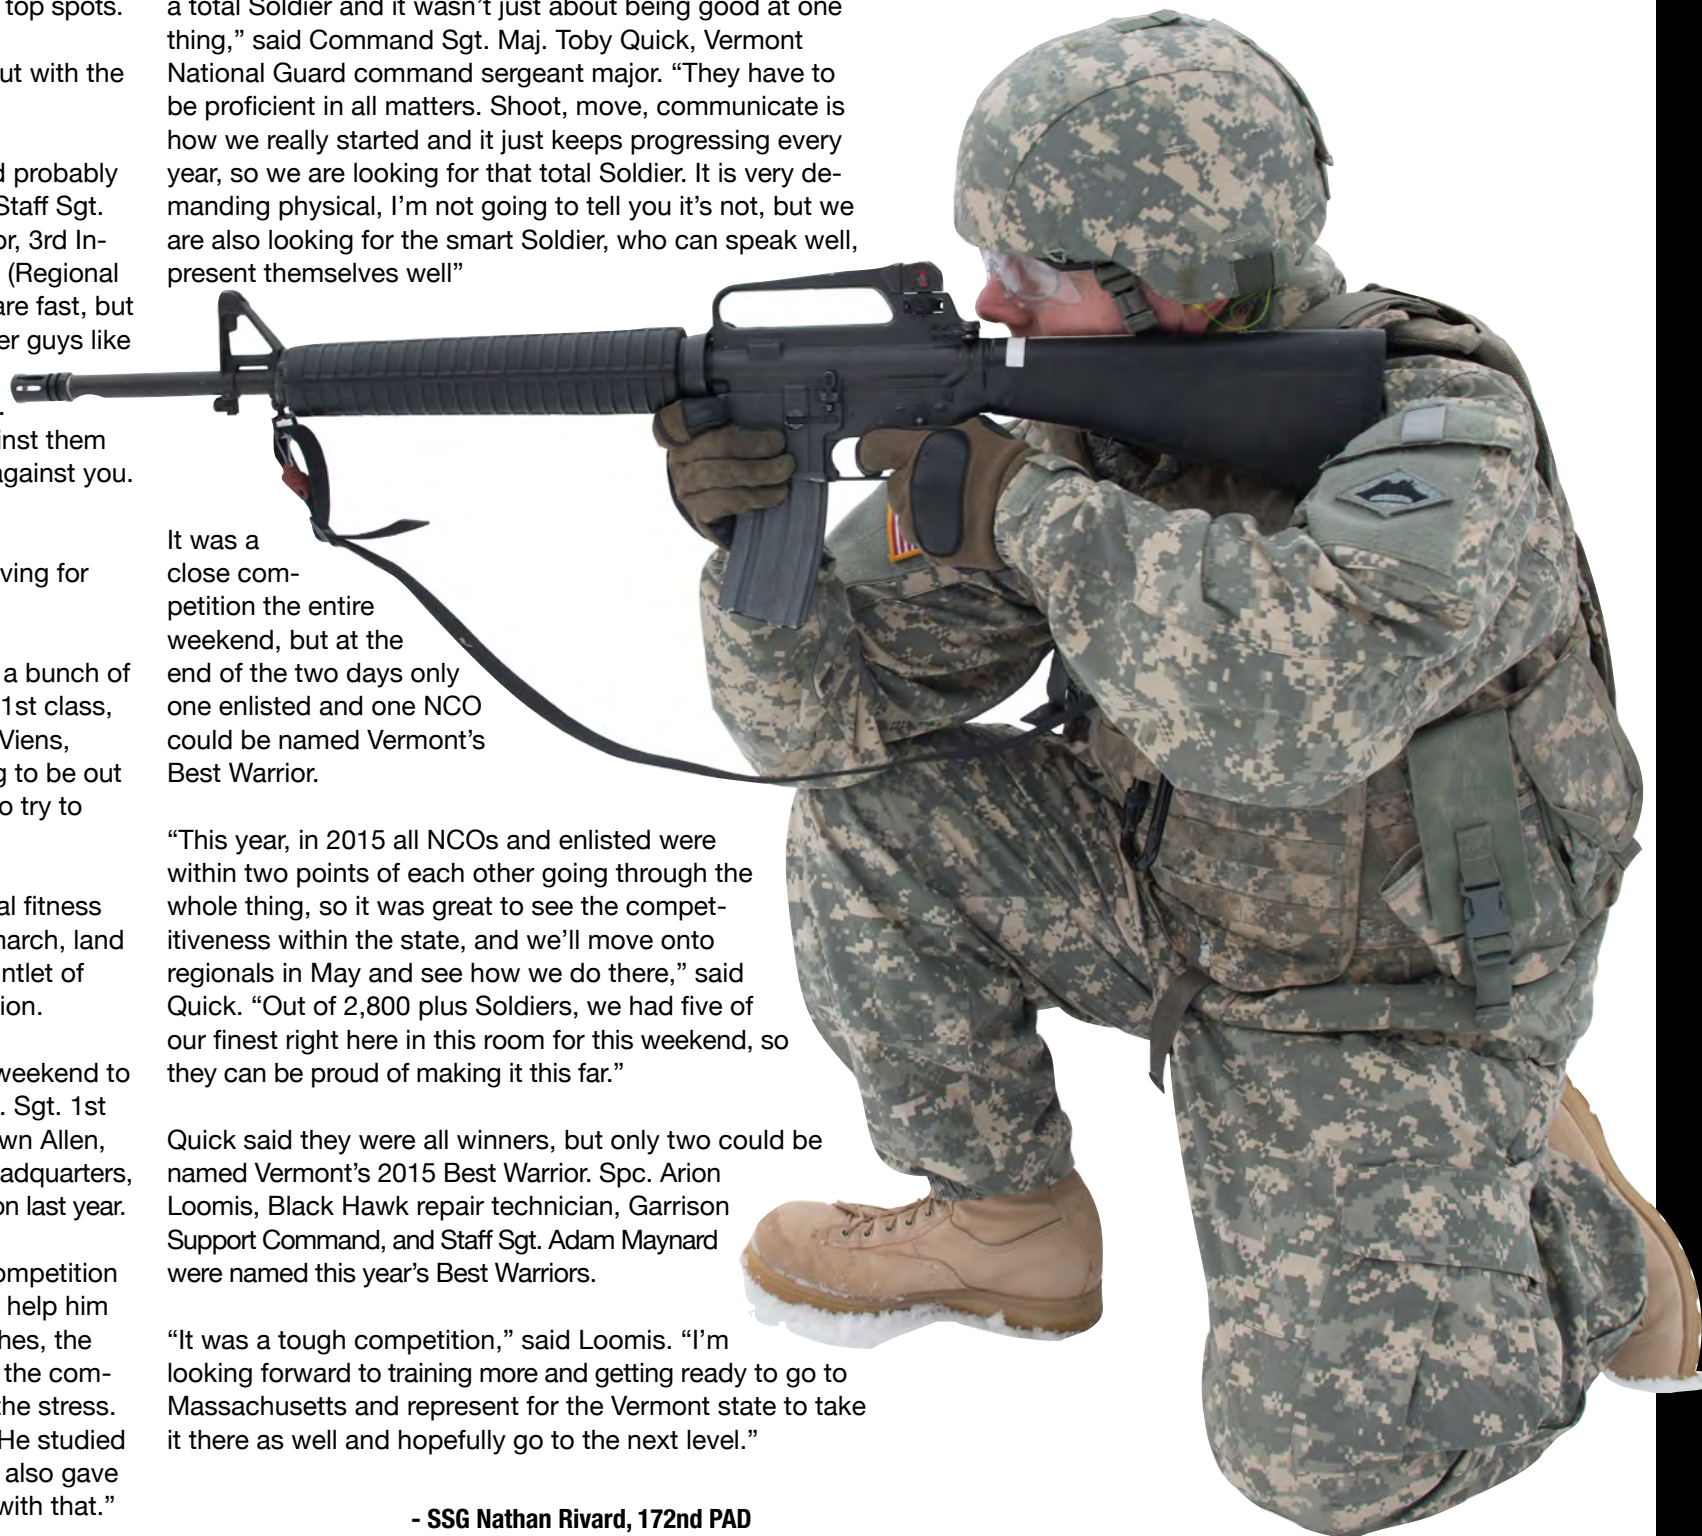 top spots.
ut with the
probably
Staff Sgt.
or, 3rd In-
(Regional
are fast, but
er guys like
inst them
against you.
ving for
a bunch of
1st class,
Viens,
g to be out
o try to
al fitness
march, land
ntlet of
ion.
weekend to
. Sgt. 1st
wn Allen,
adquarters,
on last year.
ompetition
help him
hes, the
the com-
the stress.
He studied
also gave
with that.”
a total Soldier and it wasn’t just about being good at one
thing,” said Command Sgt. Maj. Toby Quick, Vermont
National Guard command sergeant major. “They have to
be proficient in all matters. Shoot, move, communicate is
how we really started and it just keeps progressing every
year, so we are looking for that total Soldier. It is very de-
manding physical, I’m not going to tell you it’s not, but we
are also looking for the smart Soldier, who can speak well,
present themselves well”
It was a
close com-
petition the entire
weekend, but at the
end of the two days only
one enlisted and one NCO
could be named Vermont’s
Best Warrior.
“This year, in 2015 all NCOs and enlisted were
within two points of each other going through the
whole thing, so it was great to see the compet-
itiveness within the state, and we’ll move onto
regionals in May and see how we do there,” said
Quick. “Out of 2,800 plus Soldiers, we had five of
our finest right here in this room for this weekend, so
they can be proud of making it this far.”
Quick said they were all winners, but only two could be
named Vermont’s 2015 Best Warrior. Spc. Arion
Loomis, Black Hawk repair technician, Garrison
Support Command, and Staff Sgt. Adam Maynard
were named this year’s Best Warriors.
“It was a tough competition,” said Loomis. “I’m
looking forward to training more and getting ready to go to
Massachusetts and represent for the Vermont state to take
it there as well and hopefully go to the next level.”
- SSG Nathan Rivard, 172nd PAD